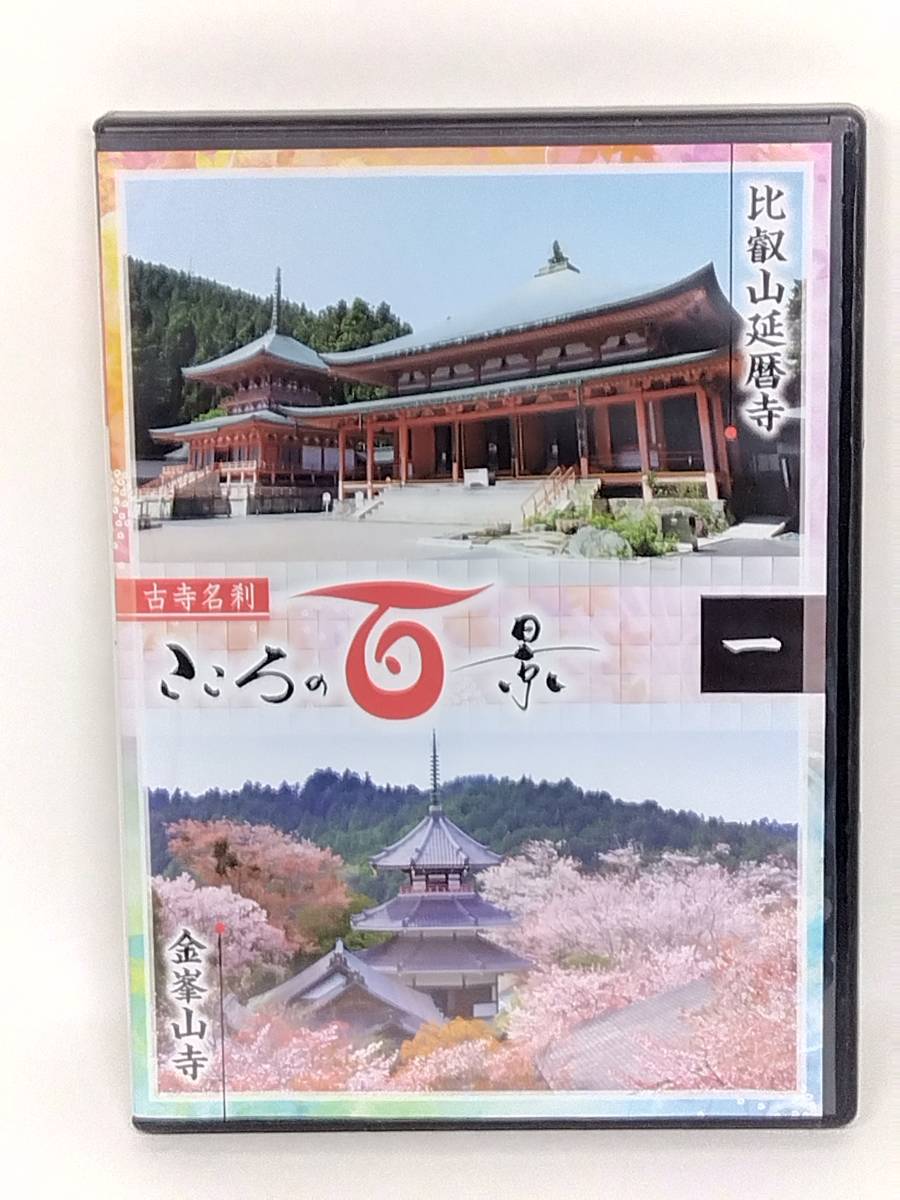 比叡山延暦寺
古寺名刹
こころの百景
一
金峯山寺